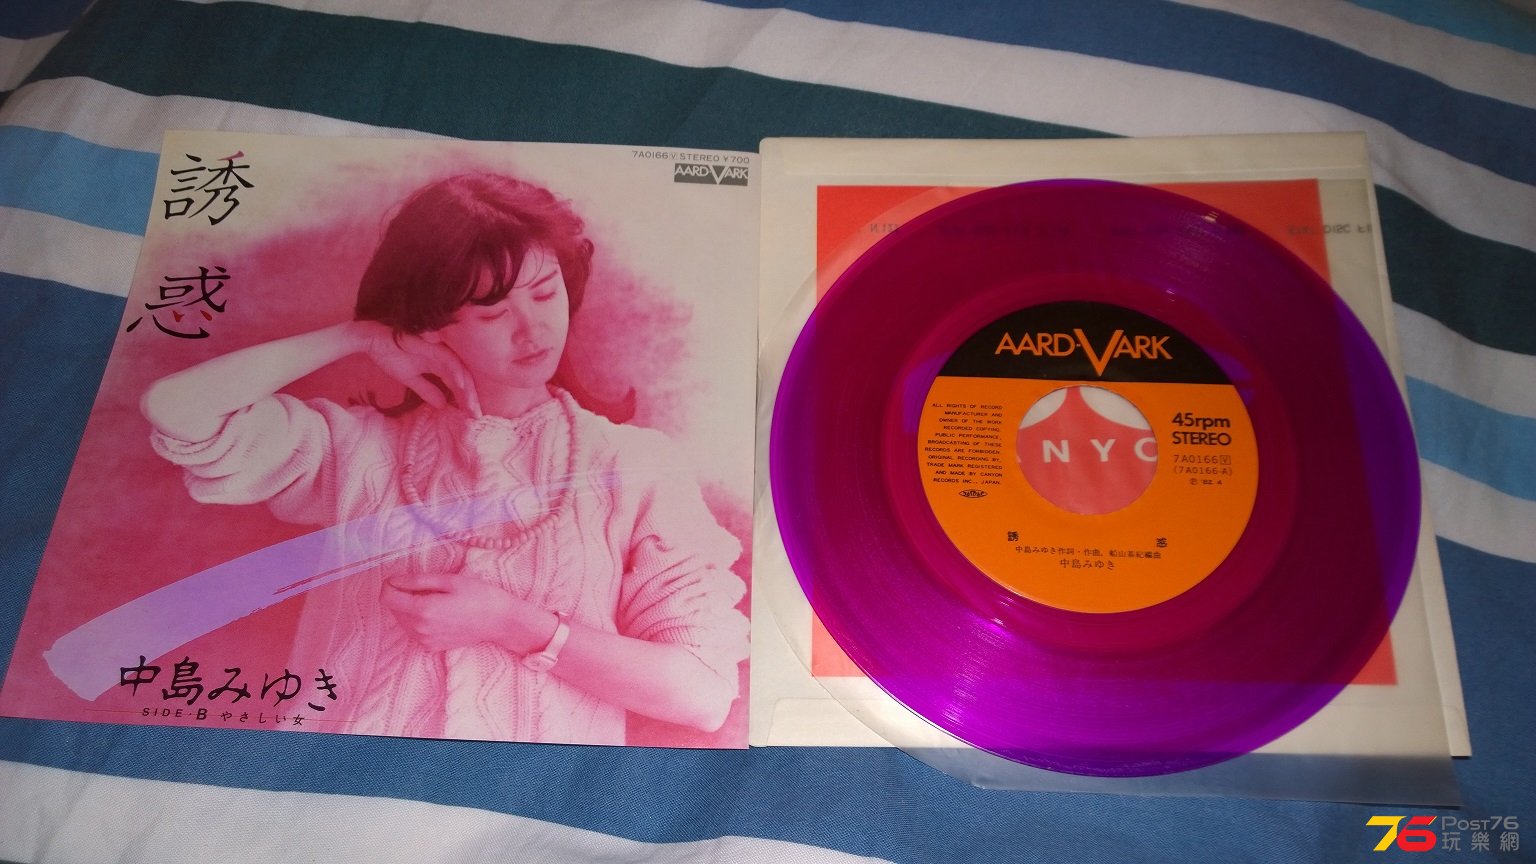 誘惑
7A0166 Ⓥ STEREO ¥700
AARD-VARK
中島みゆき
SIDE・B やさしい女
AARD-VARK
ALL RIGHTS OF RECORD
MANUFACTURER AND
OWNER OF THE WORK
RECORDED COPYING,
PUBLIC PERFORMANCE,
BROADCASTING OF THESE
RECORDS ARE FORBIDDEN.
ORIGINAL RECORDING BY,
TRADE MARK REGISTERED
AND MADE BY CANYON
RECORDS INC., JAPAN.
45rpm
STEREO
7A0166 V
(7A0166-A)
Ⓟ '82. 4
NYO
誘 惑
中島みゆき作詞・作曲、船山基紀編曲
中島みゆき
76 POST76
玩樂網